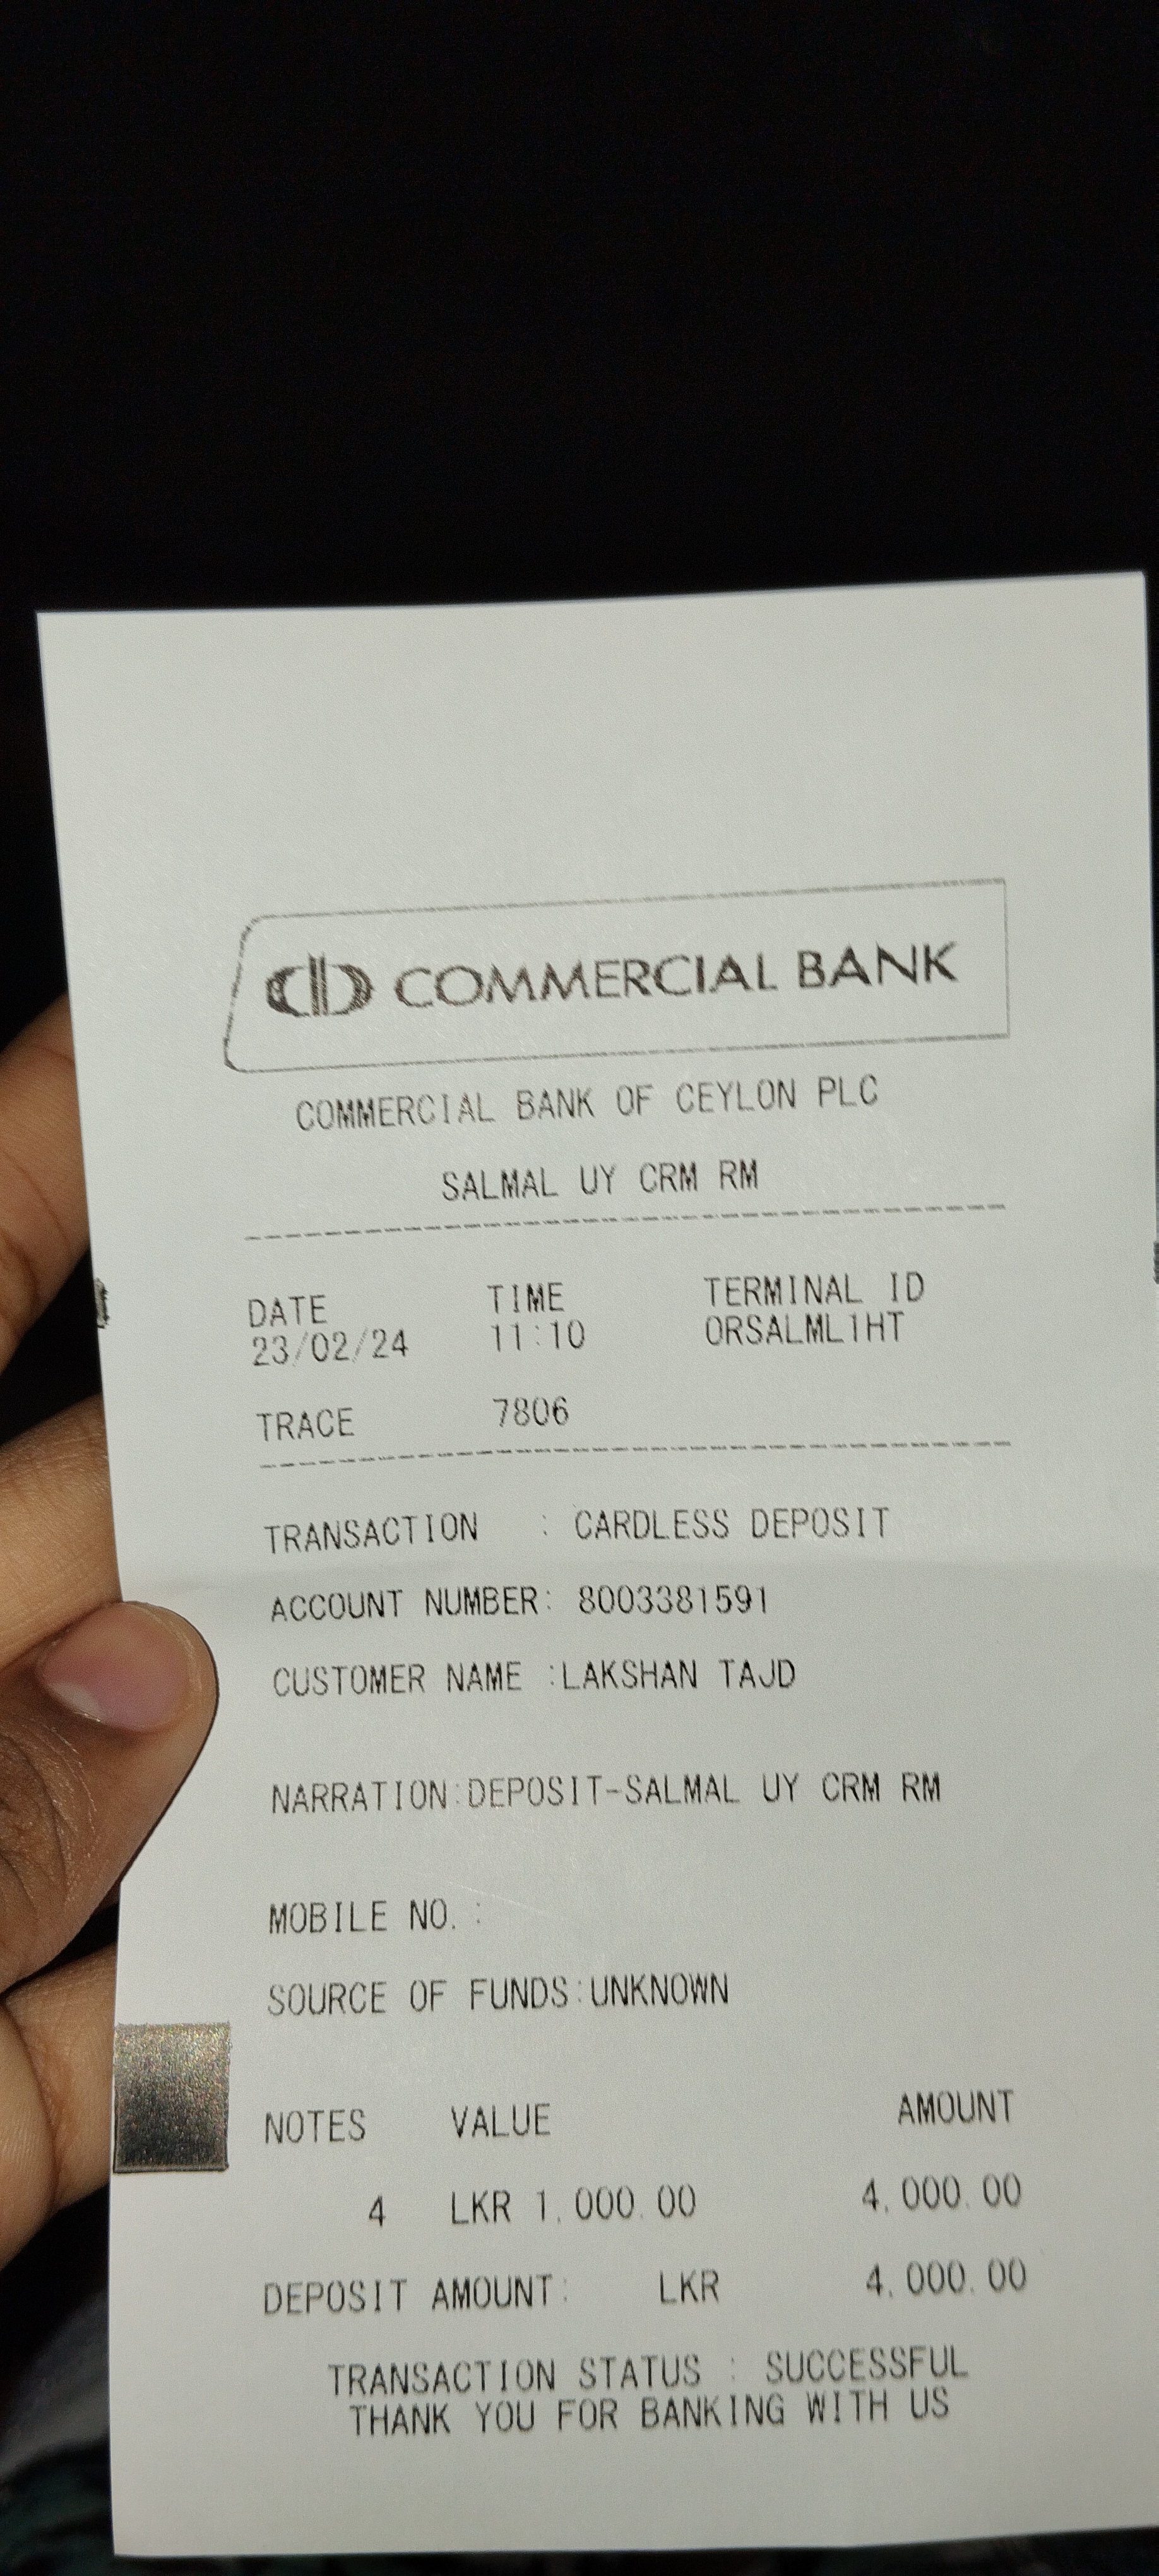 COMMERCIAL BANK
COMMERCIAL BANK OF CEYLON PLC
SALMAL UY CRM RM
DATE TIME TERMINAL ID
23/02/24 11:10 ORSALML1HT
TRACE 7806
TRANSACTION : CARDLESS DEPOSIT
ACCOUNT NUMBER: 8003381591
CUSTOMER NAME :LAKSHAN TAJD
NARRATION:DEPOSIT-SALMAL UY CRM RM
MOBILE NO. :
SOURCE OF FUNDS:UNKNOWN
NOTES VALUE AMOUNT
4 LKR 1,000.00 4,000.00
DEPOSIT AMOUNT: LKR 4,000.00
TRANSACTION STATUS : SUCCESSFUL
THANK YOU FOR BANKING WITH US